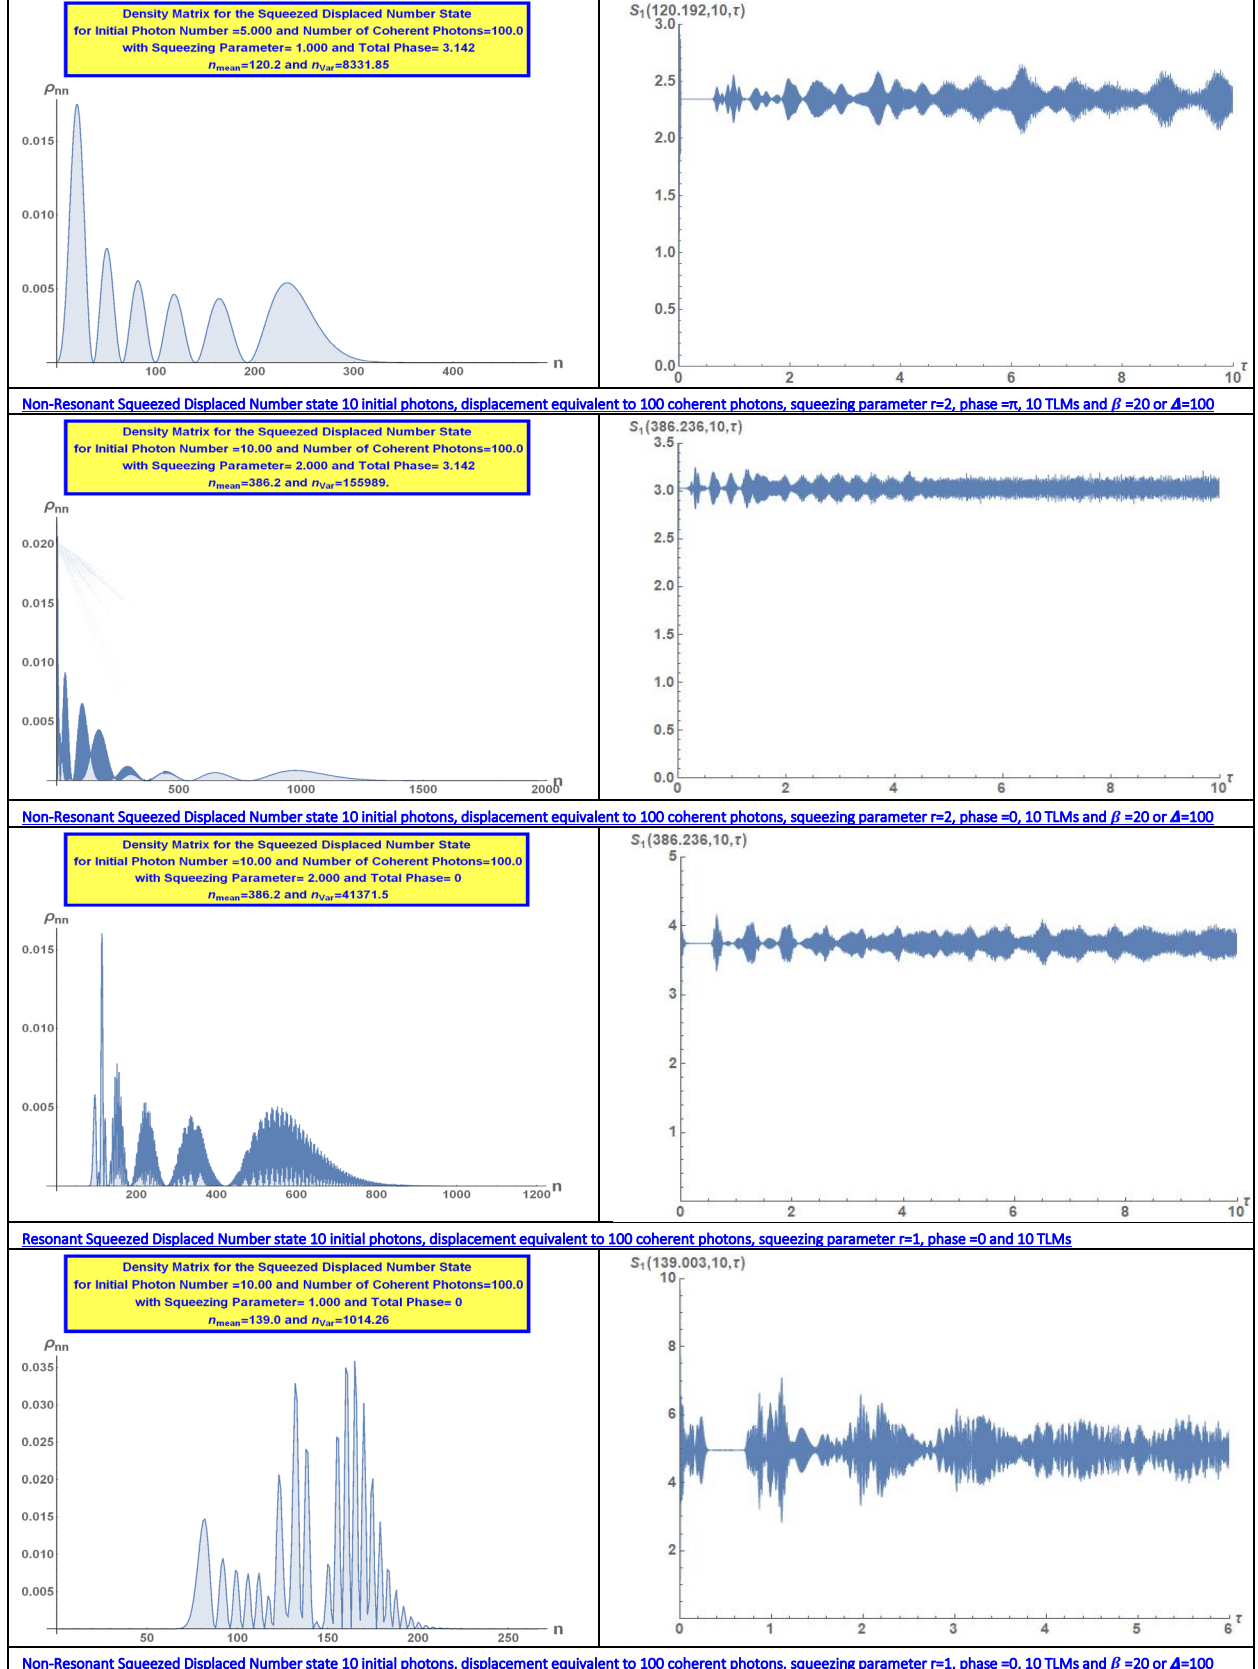 Density Matrix for the Squeezed Displaced Number State
for Initial Photon Number =5.000 and Number of Coherent Photons=100.0
with Squeezing Parameter= 1.000 and Total Phase= 3.142
nmean=120.2 and nVar=8331.85
ρnn
0.015
0.010
0.005
100 200 300 400 n
S1(120.192,10,τ)
3.0
2.5
2.0
1.5
1.0
0.5
0.0
0 2 4 6 8 10 τ
Non-Resonant Squeezed Displaced Number state 10 initial photons, displacement equivalent to 100 coherent photons, squeezing parameter r=2, phase =π, 10 TLMs and β =20 or Δ=100
Density Matrix for the Squeezed Displaced Number State
for Initial Photon Number =10.00 and Number of Coherent Photons=100.0
with Squeezing Parameter= 2.000 and Total Phase= 3.142
nmean=386.2 and nVar=155989.
ρnn
0.020
0.015
0.010
0.005
500 1000 1500 2000 n
S1(386.236,10,τ)
3.5
3.0
2.5
2.0
1.5
1.0
0.5
0.0
0 2 4 6 8 10 τ
Non-Resonant Squeezed Displaced Number state 10 initial photons, displacement equivalent to 100 coherent photons, squeezing parameter r=2, phase =0, 10 TLMs and β =20 or Δ=100
Density Matrix for the Squeezed Displaced Number State
for Initial Photon Number =10.00 and Number of Coherent Photons=100.0
with Squeezing Parameter= 2.000 and Total Phase= 0
nmean=386.2 and nVar=41371.5
ρnn
0.015
0.010
0.005
200 400 600 800 1000 1200 n
S1(386.236,10,τ)
5
4
3
2
1
0 2 4 6 8 10 τ
Resonant Squeezed Displaced Number state 10 initial photons, displacement equivalent to 100 coherent photons, squeezing parameter r=1, phase =0 and 10 TLMs
Density Matrix for the Squeezed Displaced Number State
for Initial Photon Number =10.00 and Number of Coherent Photons=100.0
with Squeezing Parameter= 1.000 and Total Phase= 0
nmean=139.0 and nVar=1014.26
ρnn
0.035
0.030
0.025
0.020
0.015
0.010
0.005
50 100 150 200 250 n
S1(139.003,10,τ)
10
8
6
4
2
0 1 2 3 4 5 6 τ
Non-Resonant Squeezed Displaced Number state 10 initial photons, displacement equivalent to 100 coherent photons, squeezing parameter r=1, phase =0, 10 TLMs and β =20 or Δ=100